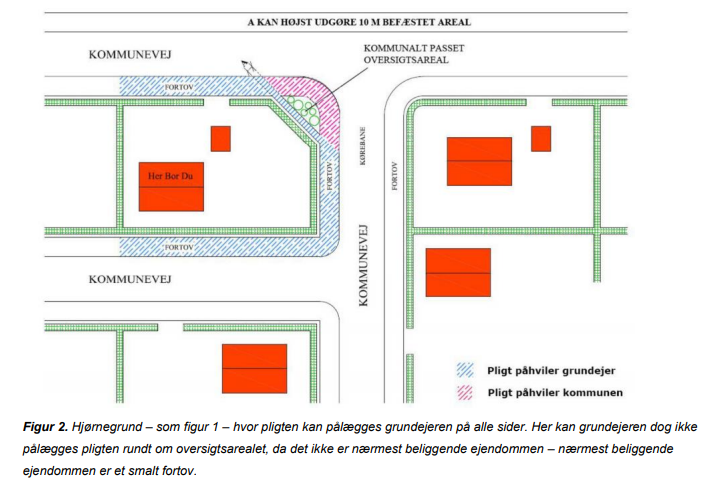 A KAN HØJST UDGØRE 10 M BEFÆSTET AREAL
KOMMUNEVEJ
KOMMUNALT PASSET
OVERSIGTSAREAL
FORTOV
Her Bor Du
KØREBANE
FORTOV
FORTOV
FORTOV
KOMMUNEVEJ
KOMMUNEVEJ
Pligt påhviler grundejer
Pligt påhviler kommunen
Figur 2. Hjørnegrund – som figur 1 – hvor pligten kan pålægges grundejeren på alle sider. Her kan grundejeren dog ikke
pålægges pligten rundt om oversigtsarealet, da det ikke er nærmest beliggende ejendommen – nærmest beliggende
ejendommen er et smalt fortov.